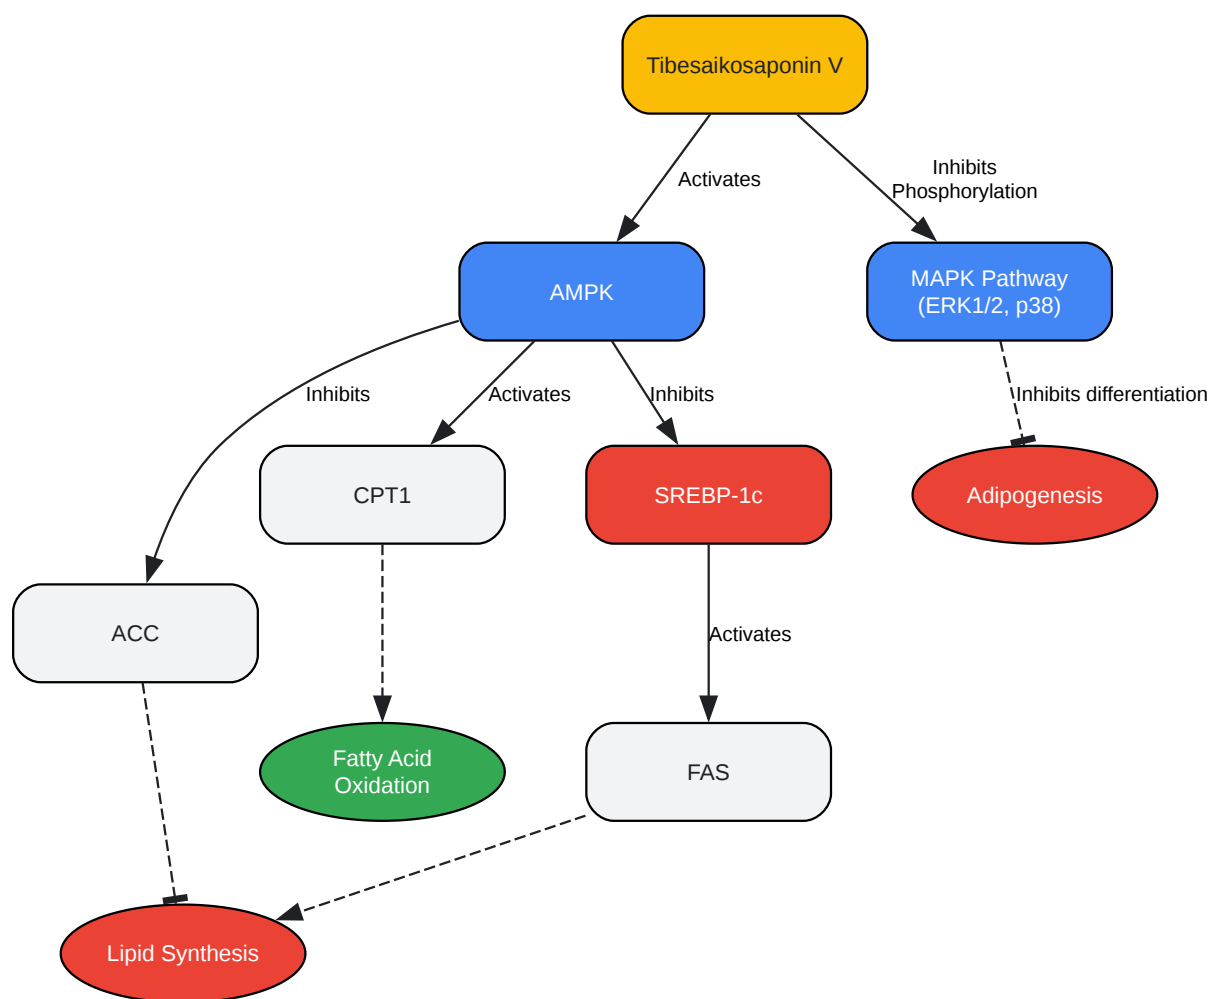 Tibesaikosaponin V
Activates
Inhibits
Phosphorylation
AMPK
MAPK Pathway
(ERK1/2, p38)
Inhibits
Activates
Inhibits
Inhibits differentiation
CPT1
SREBP-1c
Adipogenesis
ACC
Activates
Fatty Acid
Oxidation
FAS
Lipid Synthesis